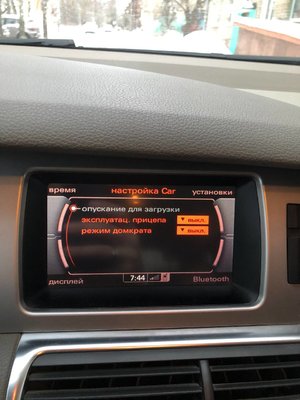 время настройка Car установки
опускание для загрузки
эксплуатац. прицепа ▼ выкл.
режим домкрата ▼ выкл.
дисплей 7:44 Bluetooth